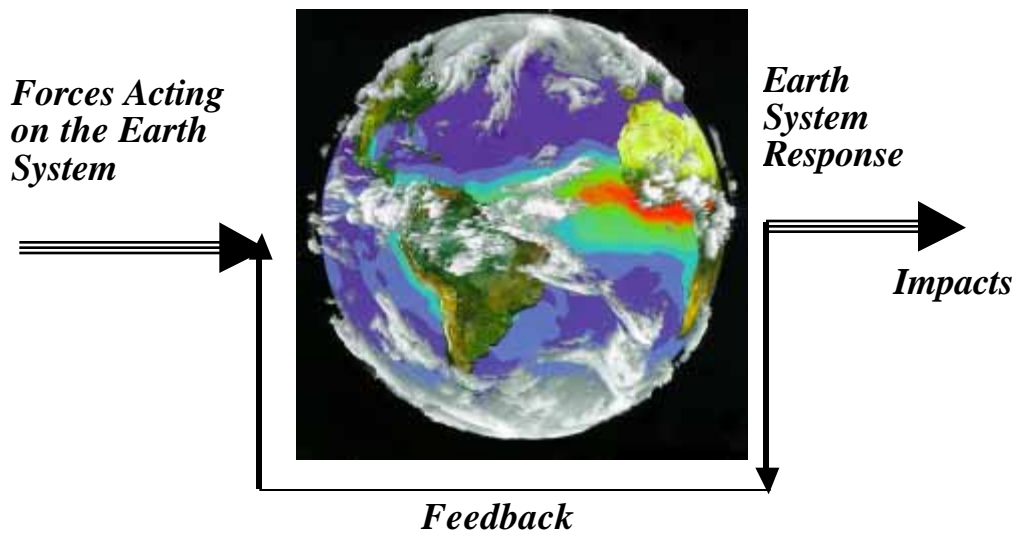 Forces Acting
on the Earth
System
Earth
System
Response
Impacts
Feedback